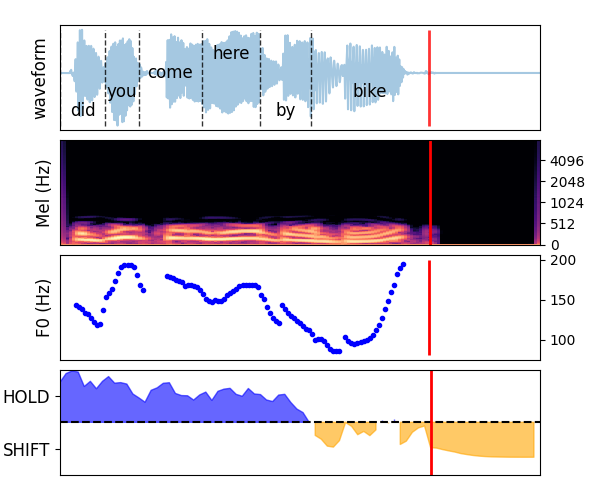 waveform
did you come here by bike
Mel (Hz)
4096
2048
1024
512
0
F0 (Hz)
200
150
100
HOLD
SHIFT